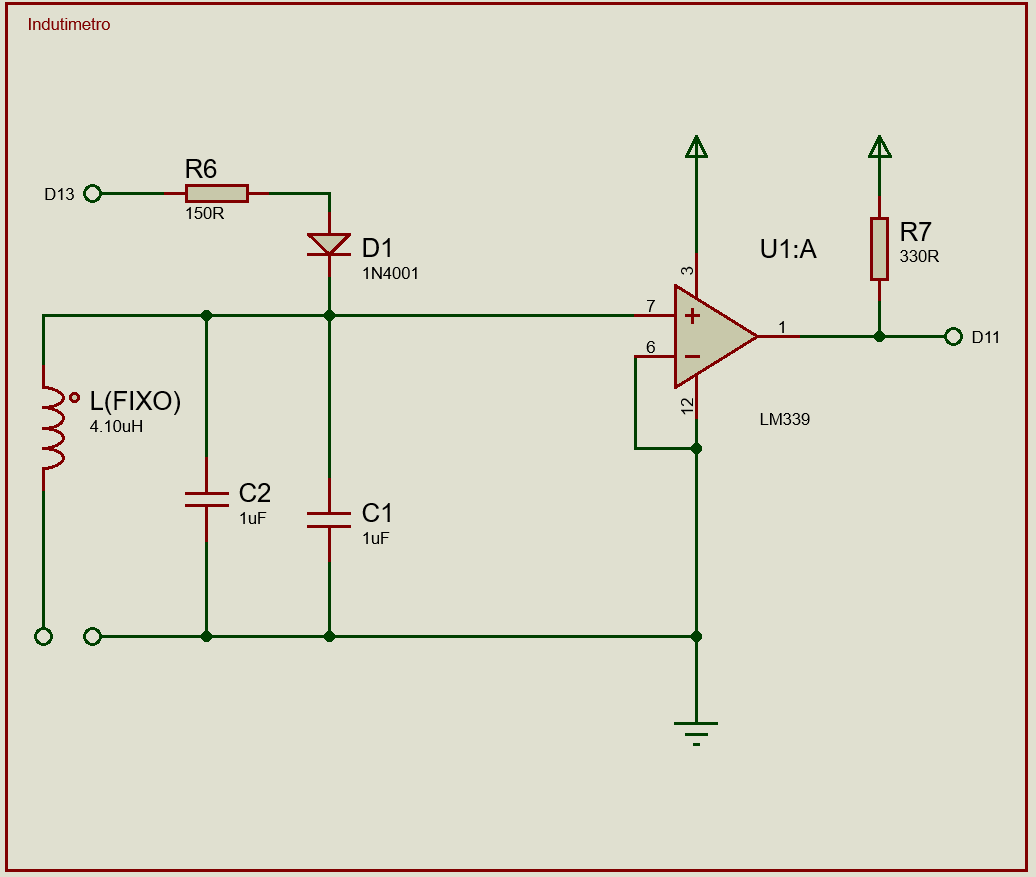 Indutimetro
R6
D13
150R
D1
1N4001
U1:A
R7
330R
3
7
6
1
D11
12
LM339
L(FIXO)
4.10uH
C2
1uF
C1
1uF